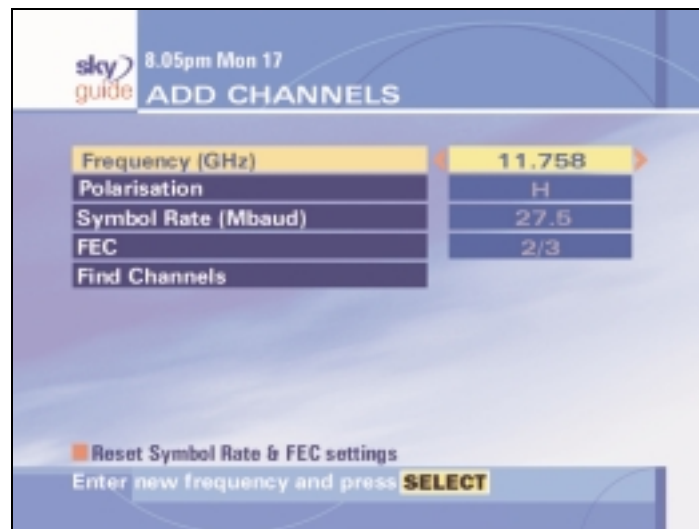 sky
guide
8.05pm Mon 17
ADD CHANNELS
Frequency (GHz) 11.758
Polarisation H
Symbol Rate (Mbaud) 27.5
FEC 2/3
Find Channels
Reset Symbol Rate & FEC settings
Enter new frequency and press SELECT